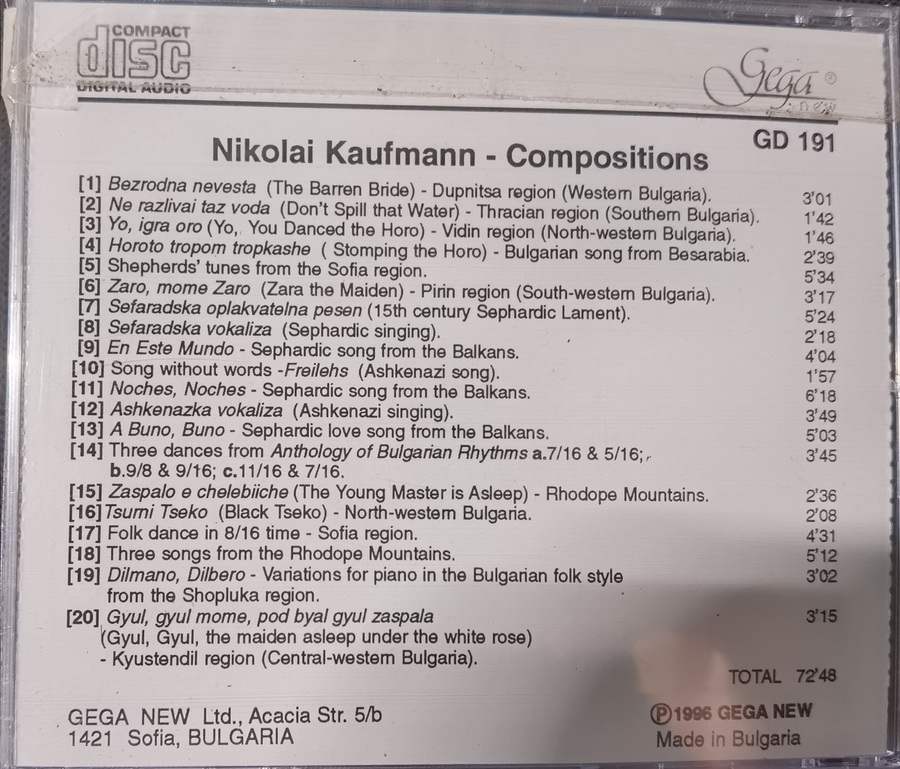 COMPACT
disc
DIGITAL AUDIO
Gega ®
new
GD 191
Nikolai Kaufmann - Compositions
[1] Bezrodna nevesta (The Barren Bride) - Dupnitsa region (Western Bulgaria). 3'01
[2] Ne razlivai taz voda (Don't Spill that Water) - Thracian region (Southern Bulgaria). 1'42
[3] Yo, igra oro (Yo, You Danced the Horo) - Vidin region (North-western Bulgaria). 1'46
[4] Horoto tropom tropkashe ( Stomping the Horo) - Bulgarian song from Besarabia. 2'39
[5] Shepherds' tunes from the Sofia region. 5'34
[6] Zaro, mome Zaro (Zara the Maiden) - Pirin region (South-western Bulgaria). 3'17
[7] Sefaradska oplakvatelna pesen (15th century Sephardic Lament). 5'24
[8] Sefaradska vokaliza (Sephardic singing). 2'18
[9] En Este Mundo - Sephardic song from the Balkans. 4'04
[10] Song without words -Freilehs (Ashkenazi song). 1'57
[11] Noches, Noches - Sephardic song from the Balkans. 6'18
[12] Ashkenazka vokaliza (Ashkenazi singing). 3'49
[13] A Buno, Buno - Sephardic love song from the Balkans. 5'03
[14] Three dances from Anthology of Bulgarian Rhythms a.7/16 & 5/16; 3'45
b.9/8 & 9/16; c.11/16 & 7/16.
[15] Zaspalo e chelebiiche (The Young Master is Asleep) - Rhodope Mountains. 2'36
[16] Tsurni Tseko (Black Tseko) - North-western Bulgaria. 2'08
[17] Folk dance in 8/16 time - Sofia region. 4'31
[18] Three songs from the Rhodope Mountains. 5'12
[19] Dilmano, Dilbero - Variations for piano in the Bulgarian folk style 3'02
from the Shopluka region.
[20] Gyul, gyul mome, pod byal gyul zaspala 3'15
(Gyul, Gyul, the maiden asleep under the white rose)
- Kyustendil region (Central-western Bulgaria).
TOTAL 72'48
GEGA NEW Ltd., Acacia Str. 5/b
1421 Sofia, BULGARIA
Ⓟ1996 GEGA NEW
Made in Bulgaria